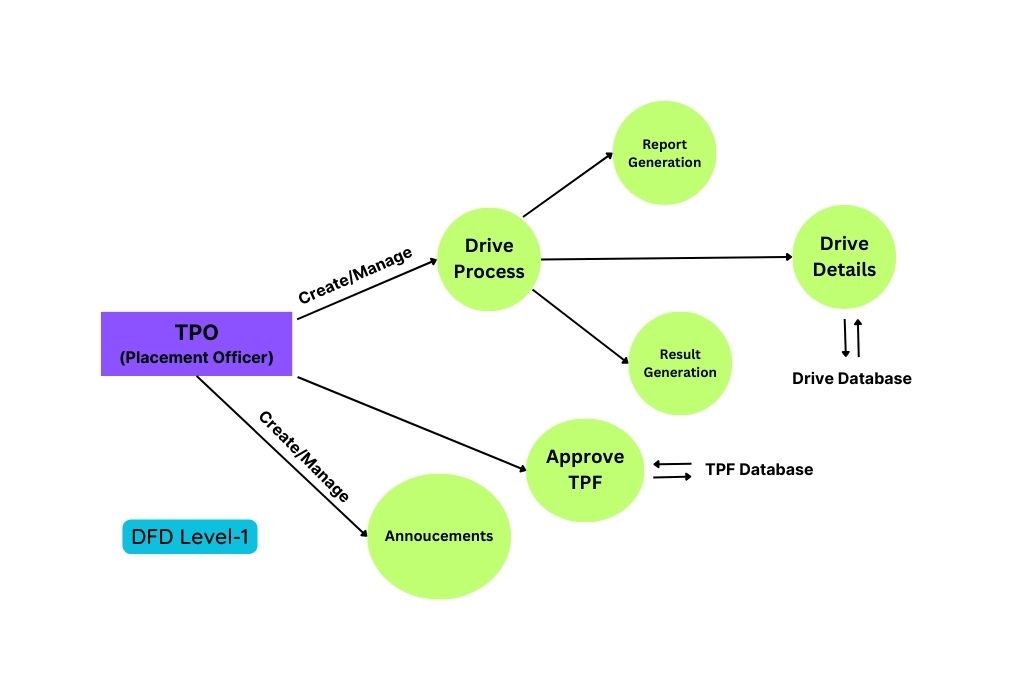 Report
Generation
Drive
Process
Drive
Details
Create/Manage
TPO
(Placement Officer)
Result
Generation
Drive Database
Create/Manage
Approve
TPF
TPF Database
Annoucements
DFD Level-1